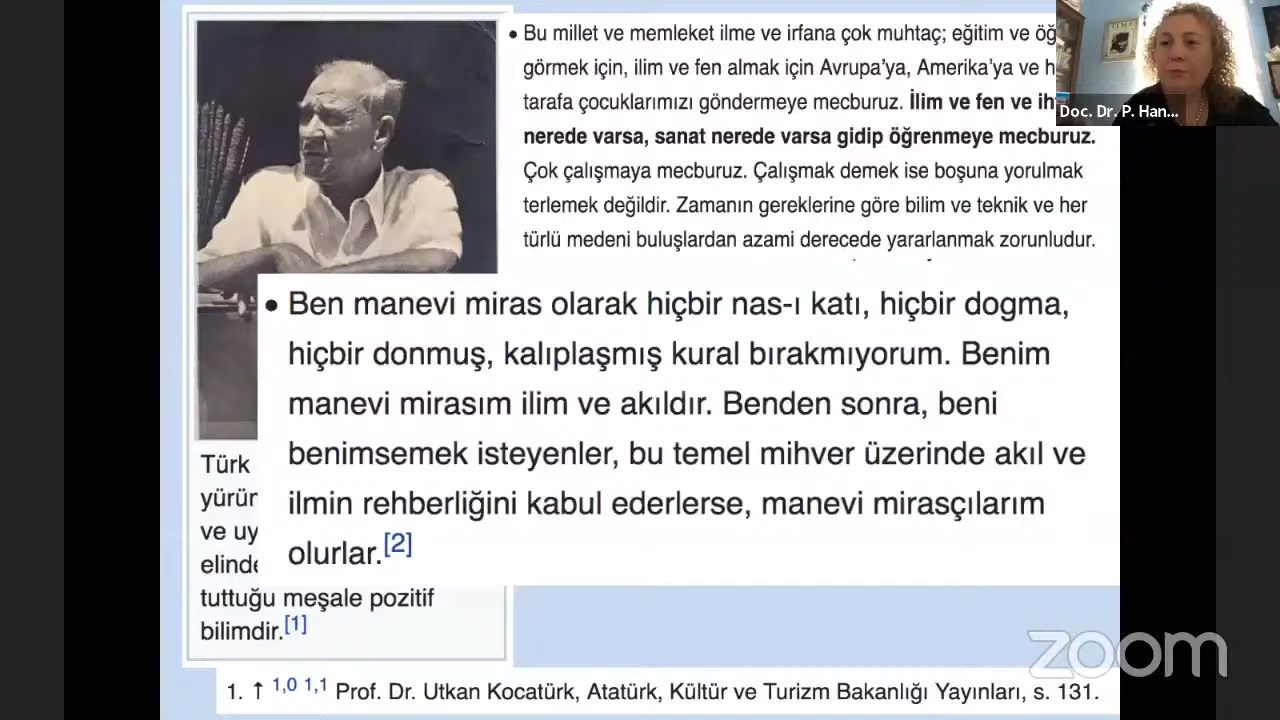 • Bu millet ve memleket ilme ve irfana çok muhtaç; eğitim ve
görmek için, ilim ve fen almak için Avrupa'ya, Amerika'ya ve
tarafa çocuklarımızı göndermeye mecburuz. İlim ve fen ve
nerede varsa, sanat nerede varsa gidip öğrenmeye mecburuz.
Çok çalışmaya mecburuz. Çalışmak demek ise boşuna yorulmak
terlemek değildir. Zamanın gereklerine göre bilim ve teknik ve her
türlü medeni buluşlardan azami derecede yararlanmak zorunludur.
Doc. Dr. P. Han...
• Ben manevi miras olarak hiçbir nas-ı katı, hiçbir dogma,
hiçbir donmuş, kalıplaşmış kural bırakmıyorum. Benim
manevi mirasım ilim ve akıldır. Benden sonra, beni
benimsemek isteyenler, bu temel mihver üzerinde akıl ve
ilmin rehberliğini kabul ederlerse, manevi mirasçılarım
olurlar.[2]
Türk
ve
tuttuğu meşale pozitif
bilimdir.[1]
zoom
1. ↑ 1,0 1,1 Prof. Dr. Utkan Kocatürk, Atatürk, Kültür ve Turizm Bakanlığı Yayınları, s. 131.